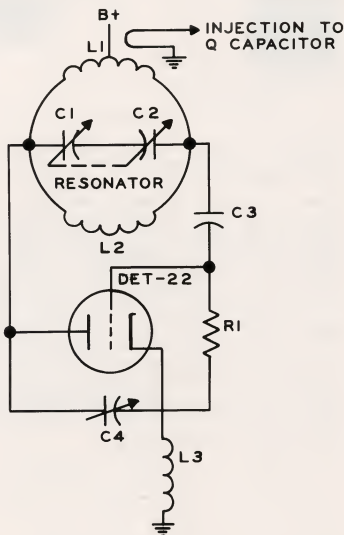 B+
INJECTION TO
Q CAPACITOR
L1
C1
C2
RESONATOR
L2
C3
DET-22
R1
C4
L3